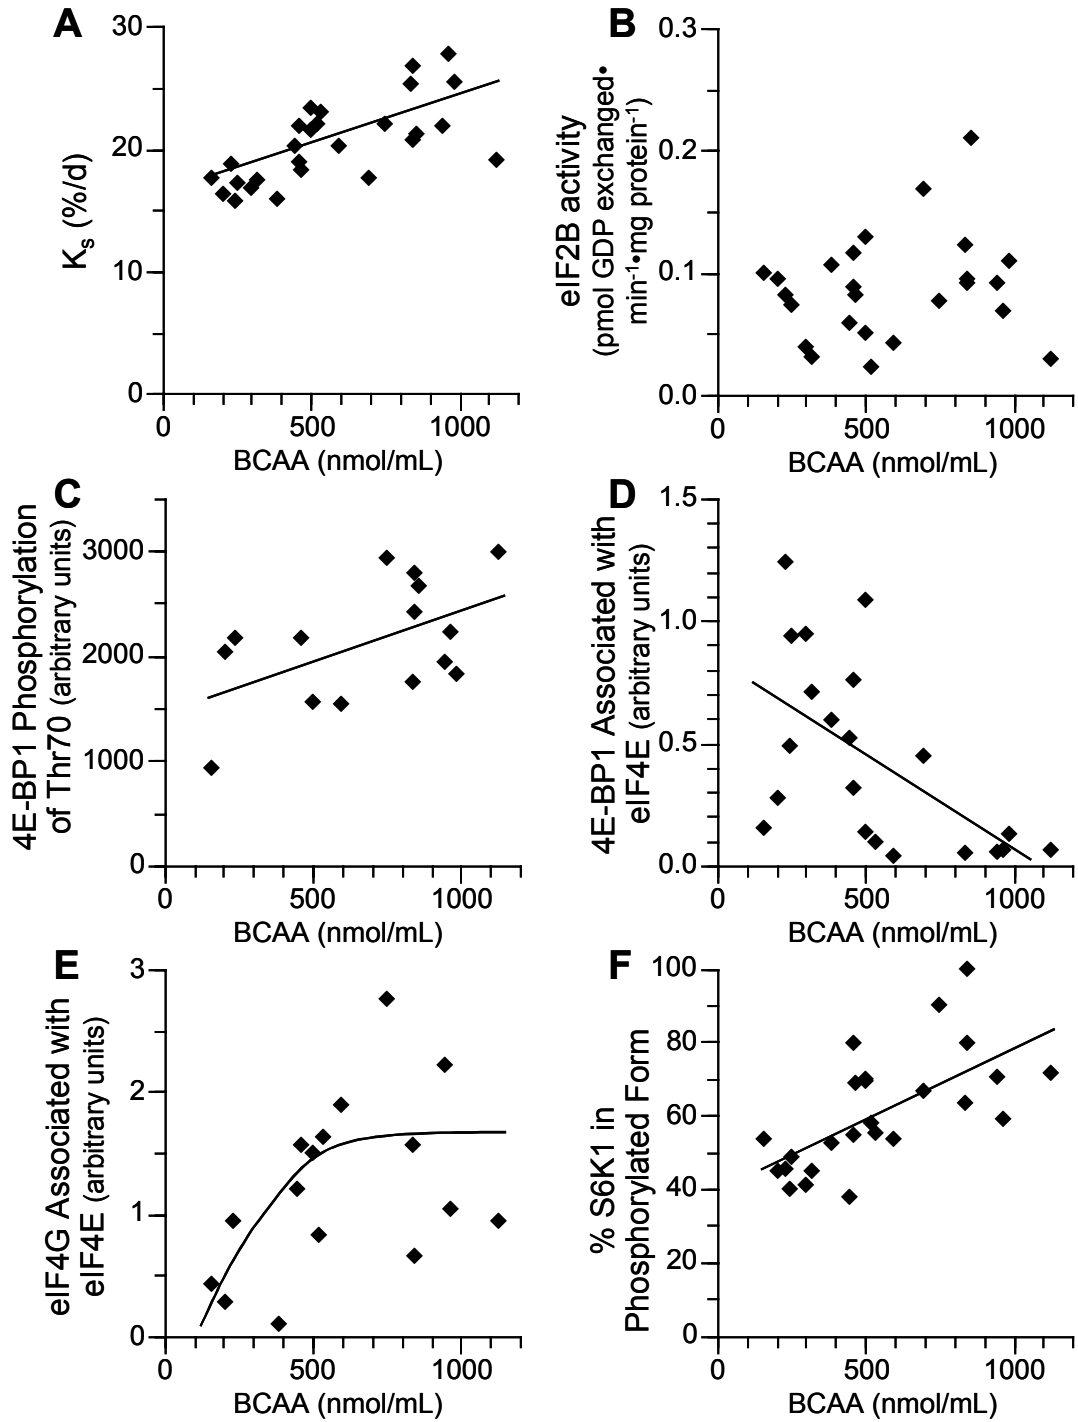 A
30
20
10
0
Ks (%/d)
0 500 1000
BCAA (nmol/mL)
B
0.3
0.2
0.1
0.0
eIF2B activity
(pmol GDP exchanged•
min-1•mg protein-1)
0 500 1000
BCAA (nmol/mL)
C
3000
2000
1000
0
4E-BP1 Phosphorylation
of Thr70 (arbitrary units)
0 500 1000
BCAA (nmol/mL)
D
1.5
1.0
0.5
0.0
4E-BP1 Associated with
eIF4E (arbitrary units)
0 500 1000
BCAA (nmol/mL)
E
3
2
1
0
eIF4G Associated with
eIF4E (arbitrary units)
0 500 1000
BCAA (nmol/mL)
F
100
80
60
40
20
0
% S6K1 in
Phosphorylated Form
0 500 1000
BCAA (nmol/mL)